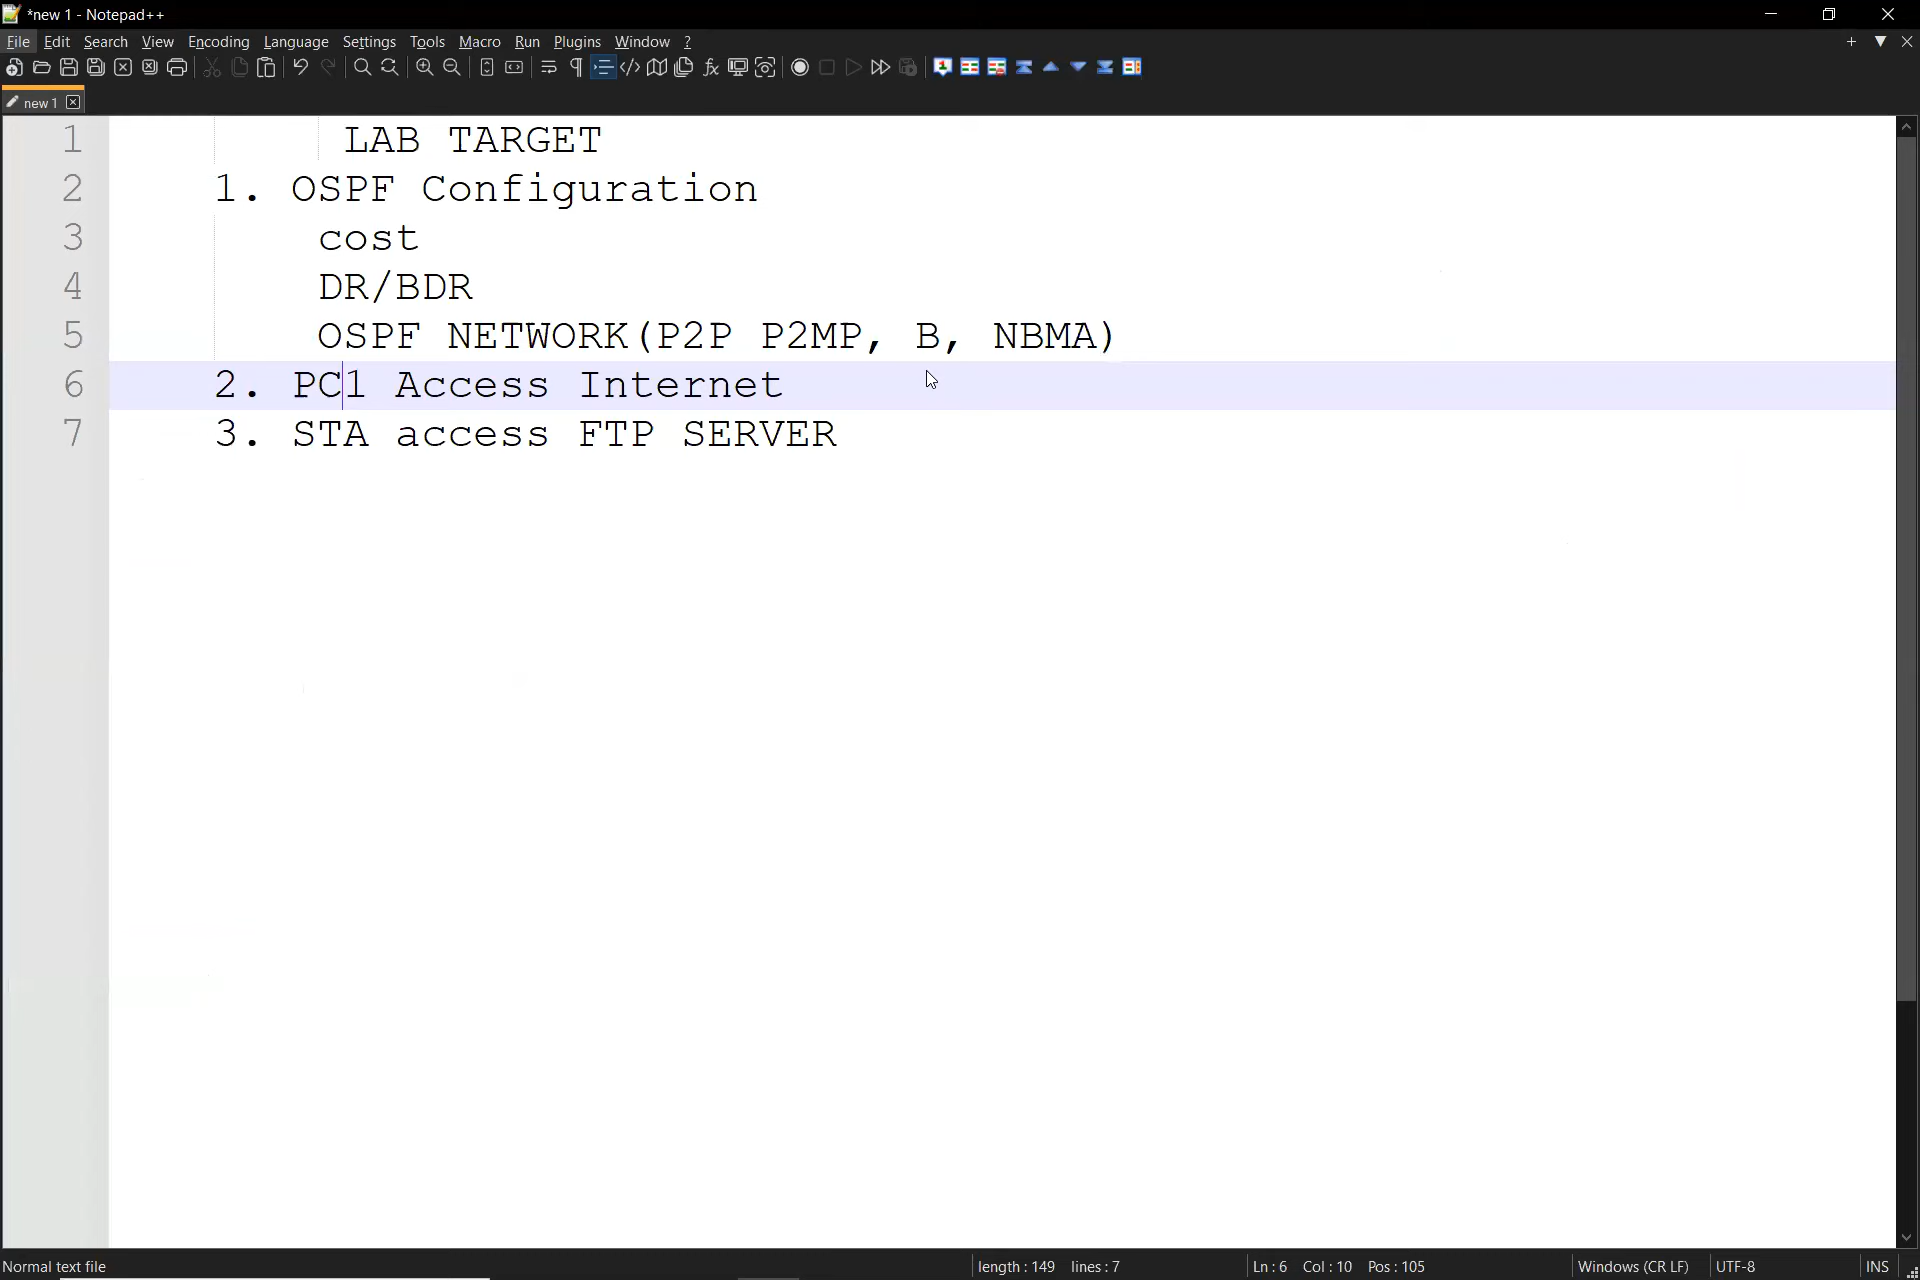 *new 1 - Notepad++
File Edit Search View Encoding Language Settings Tools Macro Run Plugins Window ?
new 1
1 LAB TARGET
2 1. OSPF Configuration
3 cost
4 DR/BDR
5 OSPF NETWORK(P2P P2MP, B, NBMA)
6 2. PC1 Access Internet
7 3. STA access FTP SERVER
Normal text file length : 149 lines : 7 Ln : 6 Col : 10 Pos : 105 Windows (CR LF) UTF-8 INS